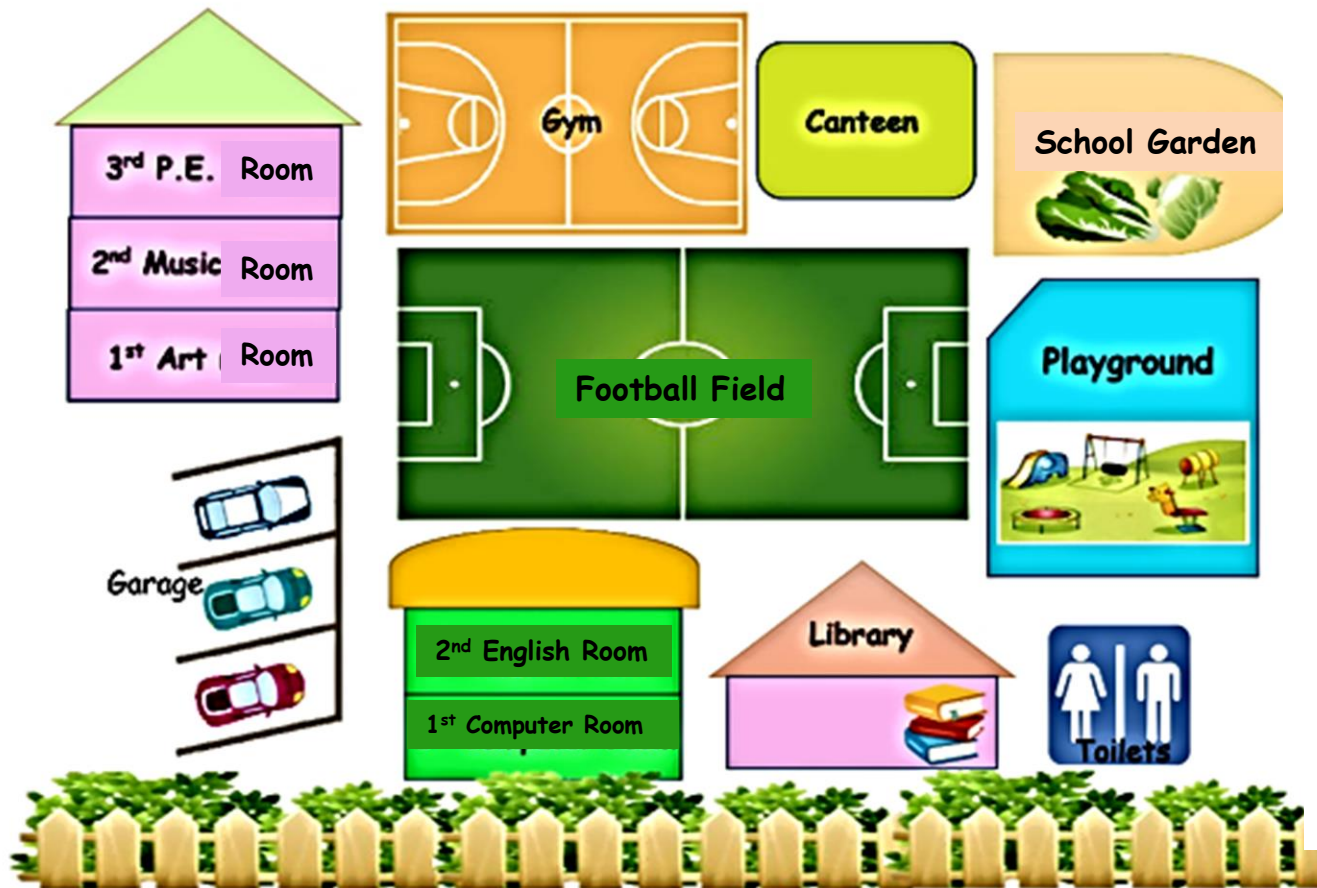 Gym
Canteen
School Garden
3rd P.E. Room
2nd Music Room
1st Art Room
Football Field
Playground
Garage
2nd English Room
Library
1st Computer Room
Toilets